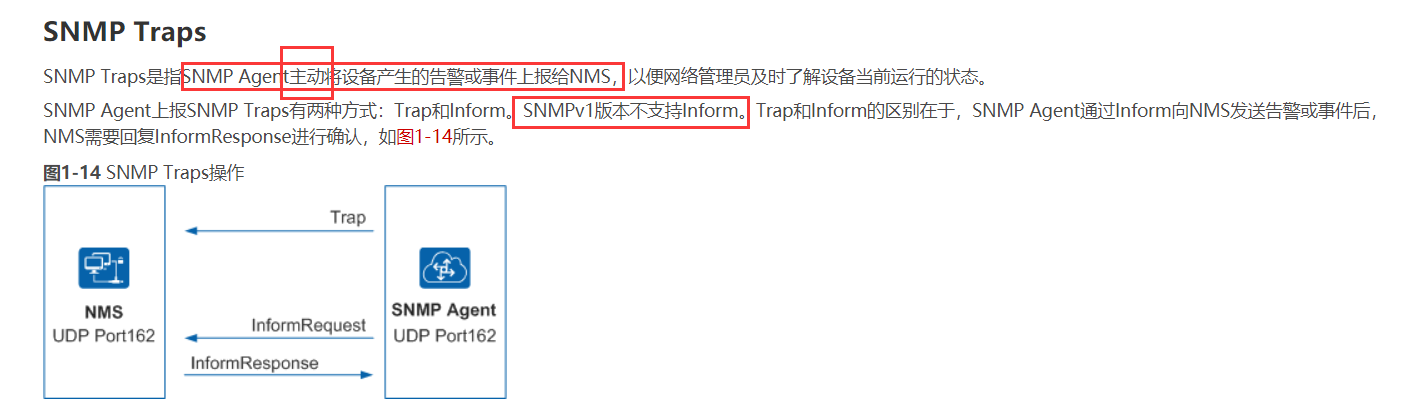 SNMP Traps
SNMP Traps是指SNMP Agent主动将设备产生的告警或事件上报给NMS，以便网络管理员及时了解设备当前运行的状态。
SNMP Agent上报SNMP Traps有两种方式：Trap和Inform。SNMPv1版本不支持Inform。Trap和Inform的区别在于，SNMP Agent通过Inform向NMS发送告警或事件后，
NMS需要回复InformResponse进行确认，如图1-14所示。
图1-14 SNMP Traps操作
Trap
NMS
UDP Port162
SNMP Agent
UDP Port162
InformRequest
InformResponse